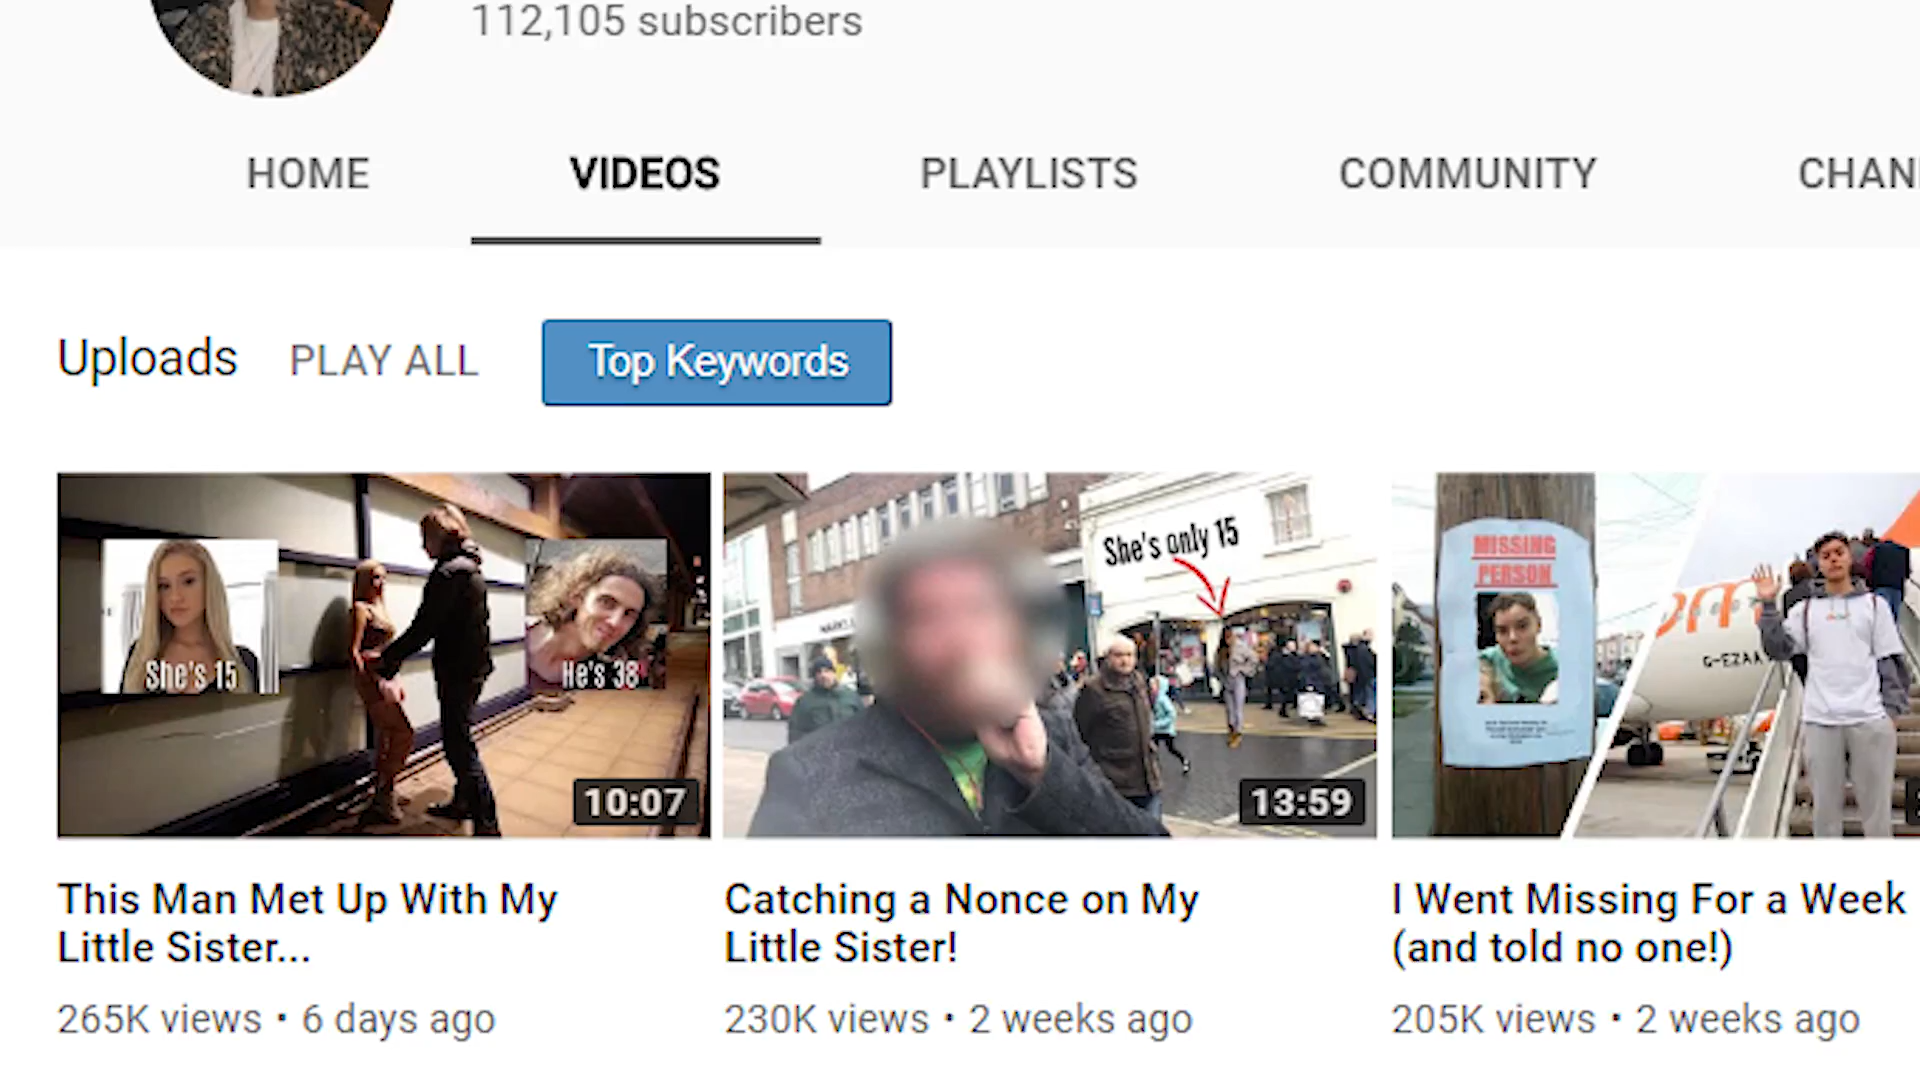 112,105 subscribers
HOME
VIDEOS
PLAYLISTS
COMMUNITY
CHAN
Uploads
PLAY ALL
Top Keywords
She's 15
He's 38
10:07
She's only 15
13:59
MISSING
PERSON
G-EZAA
This Man Met Up With My
Little Sister...
265K views • 6 days ago
Catching a Nonce on My
Little Sister!
230K views • 2 weeks ago
I Went Missing For a Week
(and told no one!)
205K views • 2 weeks ago